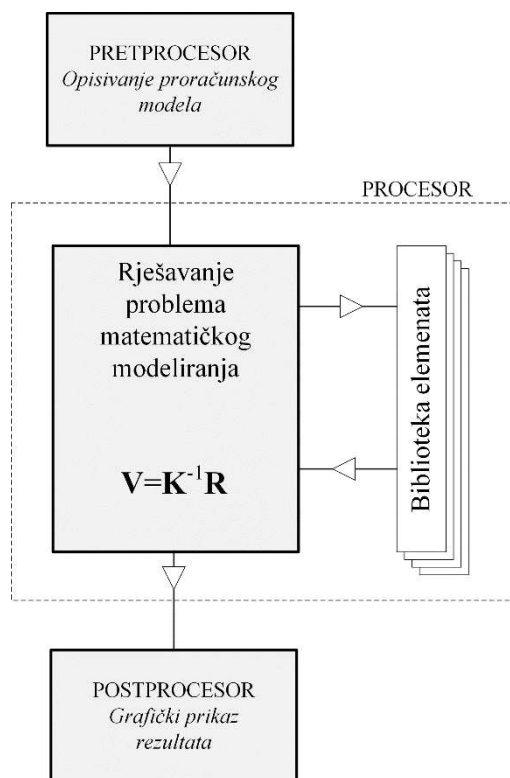 PRETPROCESOR
Opisivanje proračunskog
modela
PROCESOR
Rješavanje
problema
matematičkog
modeliranja
V=K⁻¹R
Biblioteka elemenata
POSTPROCESOR
Grafički prikaz
rezultata